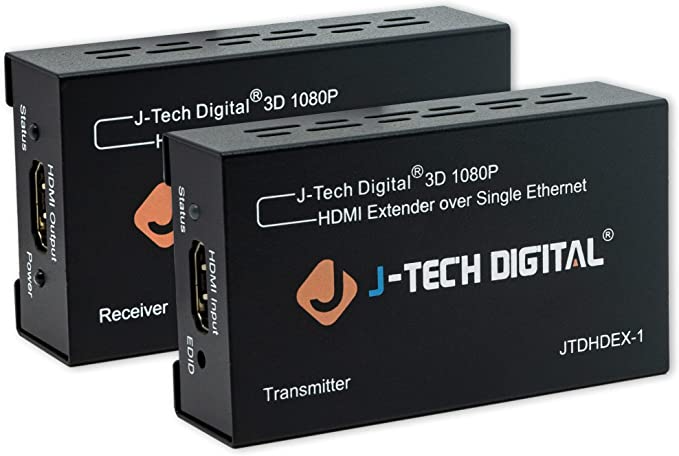 J-Tech Digital® 3D 1080P
HDMI
Status
HDMI Output
Power
Receiver
J-Tech Digital® 3D 1080P
HDMI Extender over Single Ethernet
J-TECH DIGITAL®
JTDHDEX-1
Status
HDMI Input
EDID
Transmitter